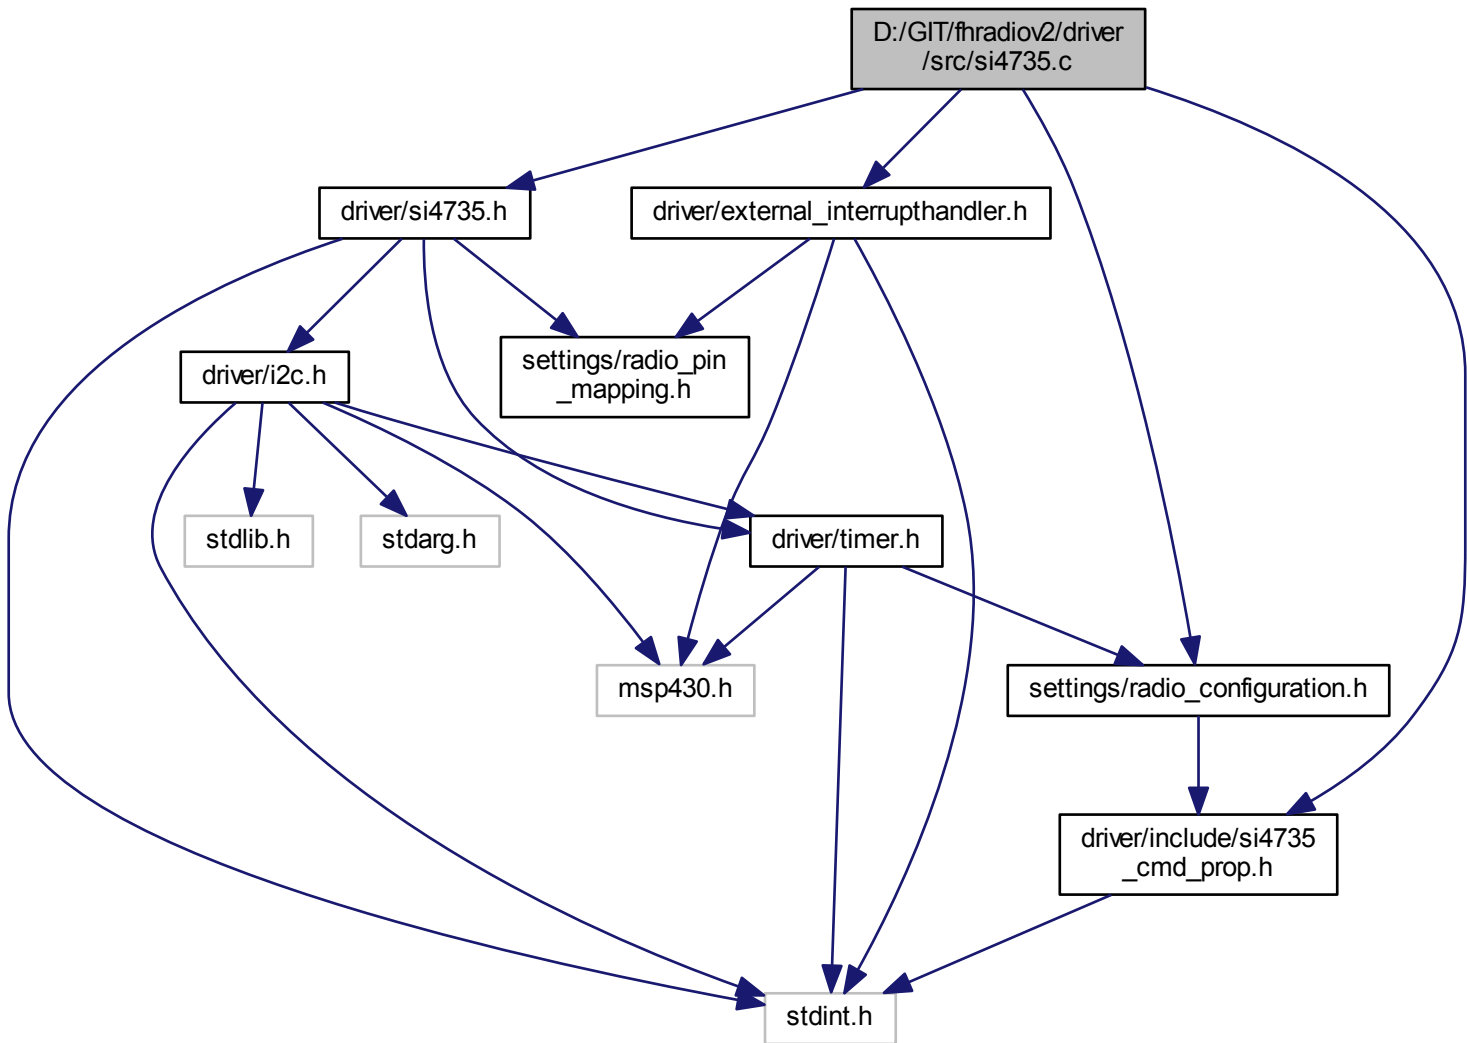 D:/GIT/fhradiov2/driver
/src/si4735.c
driver/si4735.h
driver/external_interrupthandler.h
driver/i2c.h
settings/radio_pin
_mapping.h
stdlib.h
stdarg.h
driver/timer.h
msp430.h
settings/radio_configuration.h
driver/include/si4735
_cmd_prop.h
stdint.h